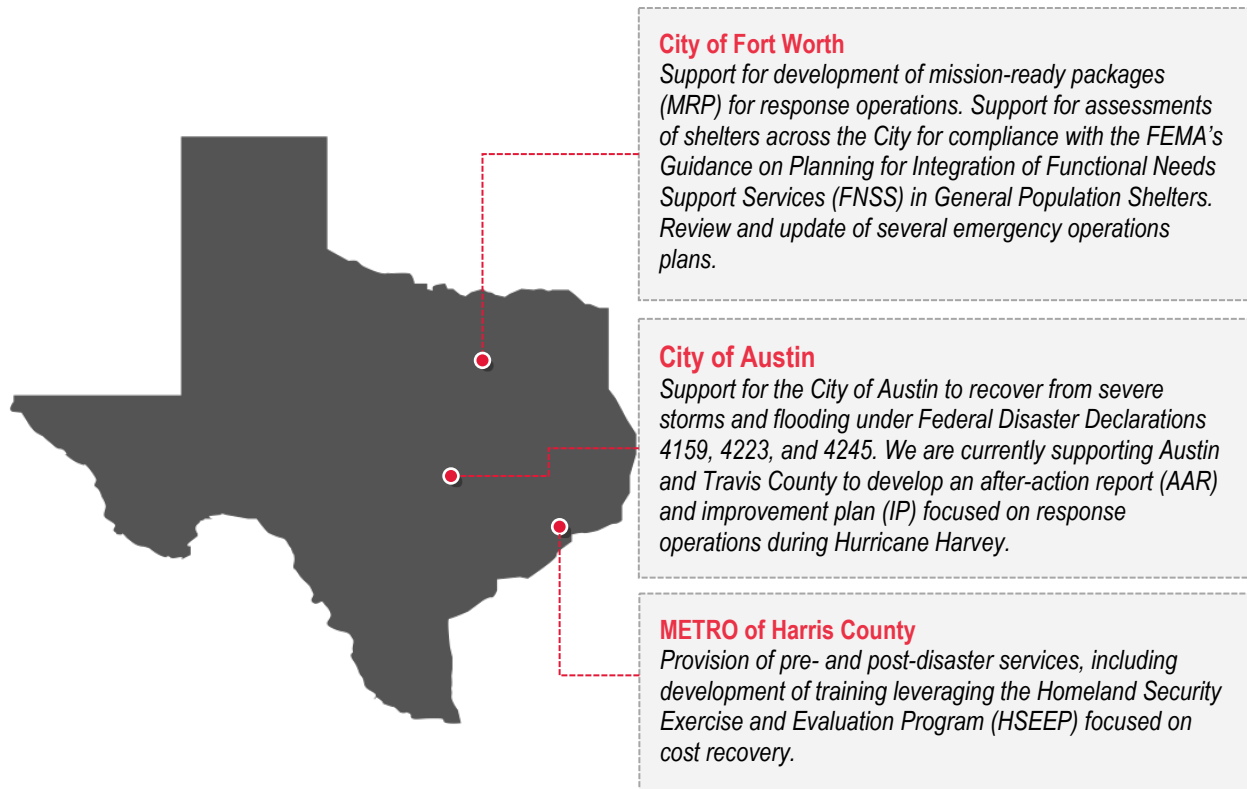 City of Fort Worth
Support for development of mission-ready packages
(MRP) for response operations. Support for assessments
of shelters across the City for compliance with the FEMA's
Guidance on Planning for Integration of Functional Needs
Support Services (FNSS) in General Population Shelters.
Review and update of several emergency operations
plans.
City of Austin
Support for the City of Austin to recover from severe
storms and flooding under Federal Disaster Declarations
4159, 4223, and 4245. We are currently supporting Austin
and Travis County to develop an after-action report (AAR)
and improvement plan (IP) focused on response
operations during Hurricane Harvey.
METRO of Harris County
Provision of pre- and post-disaster services, including
development of training leveraging the Homeland Security
Exercise and Evaluation Program (HSEEP) focused on
cost recovery.